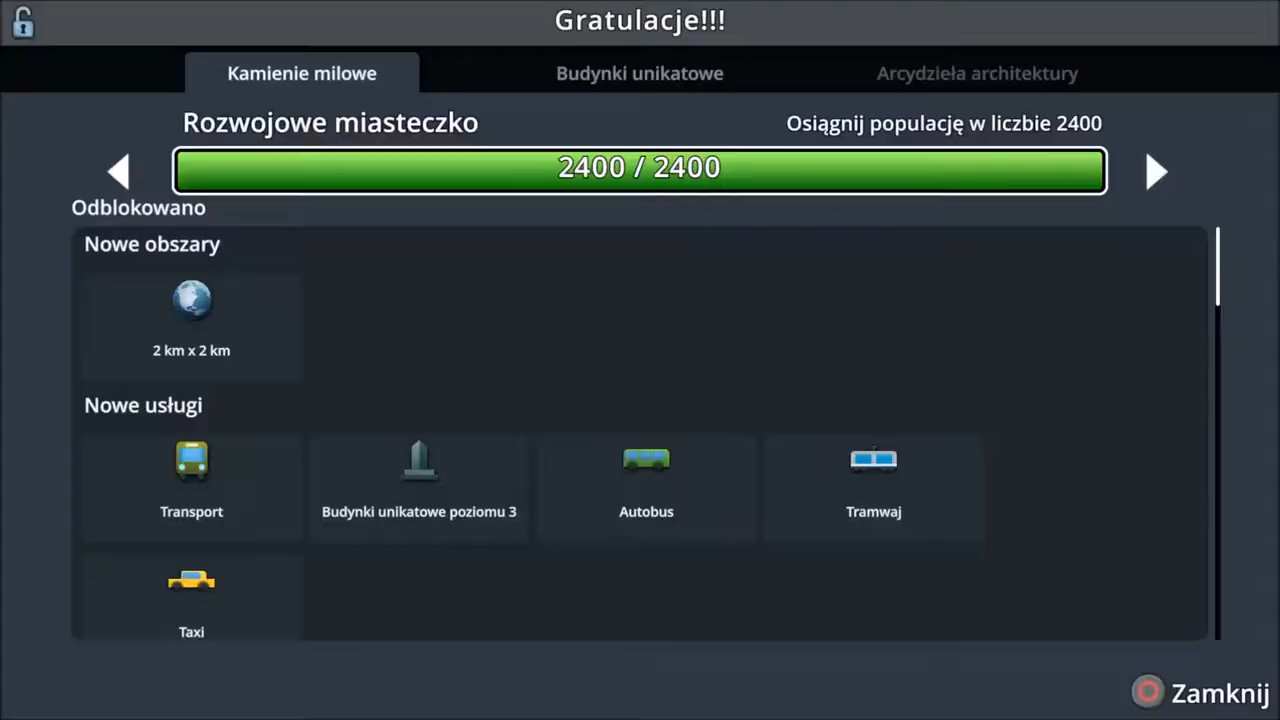 Gratulacje!!!
Kamienie milowe
Budynki unikatowe
Arcydzieła architektury
Rozwojowe miasteczko
Osiągnij populację w liczbie 2400
2400 / 2400
Odblokowano
Nowe obszary
2 km x 2 km
Nowe usługi
Transport
Budynki unikatowe poziomu 3
Autobus
Tramwaj
Taxi
Zamknij